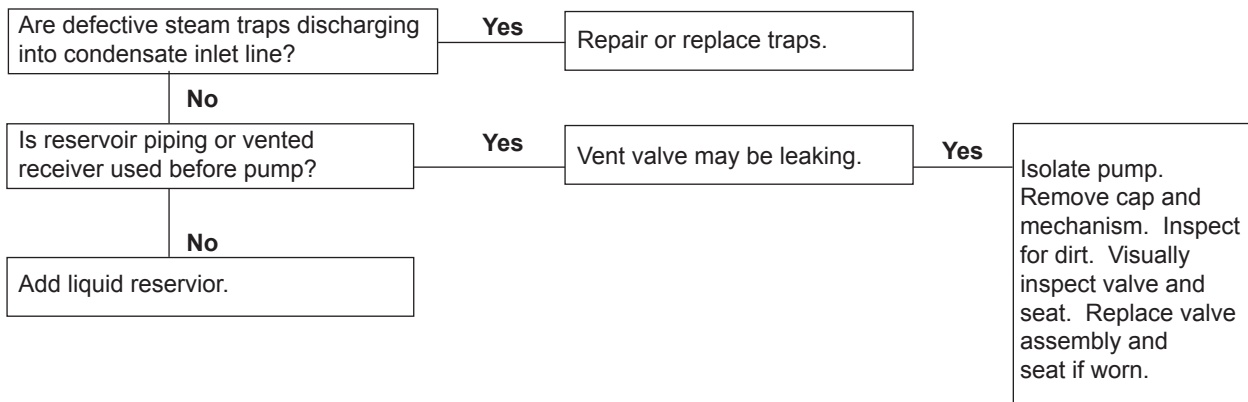 Are defective steam traps discharging
into condensate inlet line?
Yes
Repair or replace traps.
No
Is reservoir piping or vented
receiver used before pump?
Yes
Vent valve may be leaking.
Yes
Isolate pump.
Remove cap and
mechanism.  Inspect
for dirt.  Visually
inspect valve and
seat.  Replace valve
assembly and
seat if worn.
No
Add liquid reservior.